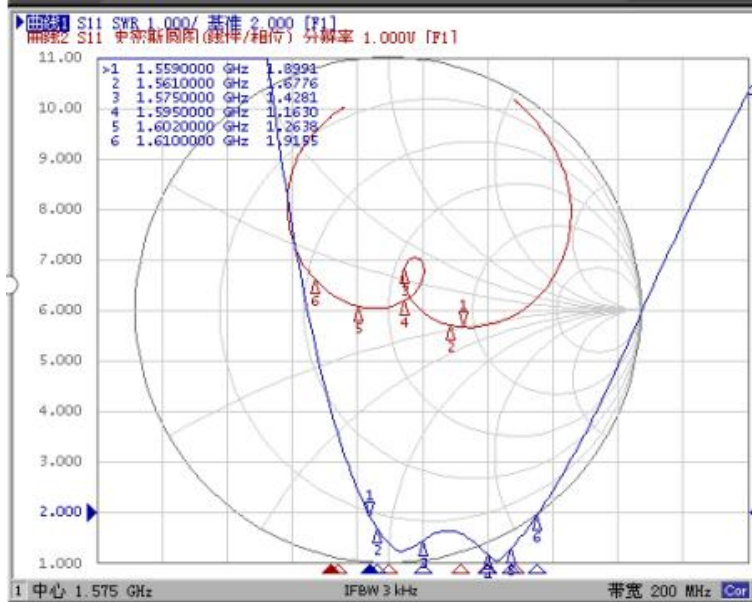 曲线1 S11 SWR 1.000/ 基准 2.000 [F1]
曲线2 S11 史密斯圆图(线性/相位) 分辨率 1.000U [F1]
11.00
>1 1.5590000 GHz 1.8991
2 1.5610000 GHz 1.6776
10.00
3 1.5750000 GHz 1.4281
4 1.5950000 GHz 1.1630
5 1.6020000 GHz 1.2638
9.000
6 1.6100000 GHz 1.9155
8.000
7.000
6.000
5.000
4.000
3.000
2.000
1.000
1 中心 1.575 GHz IFBW 3 kHz 带宽 200 MHz Cor